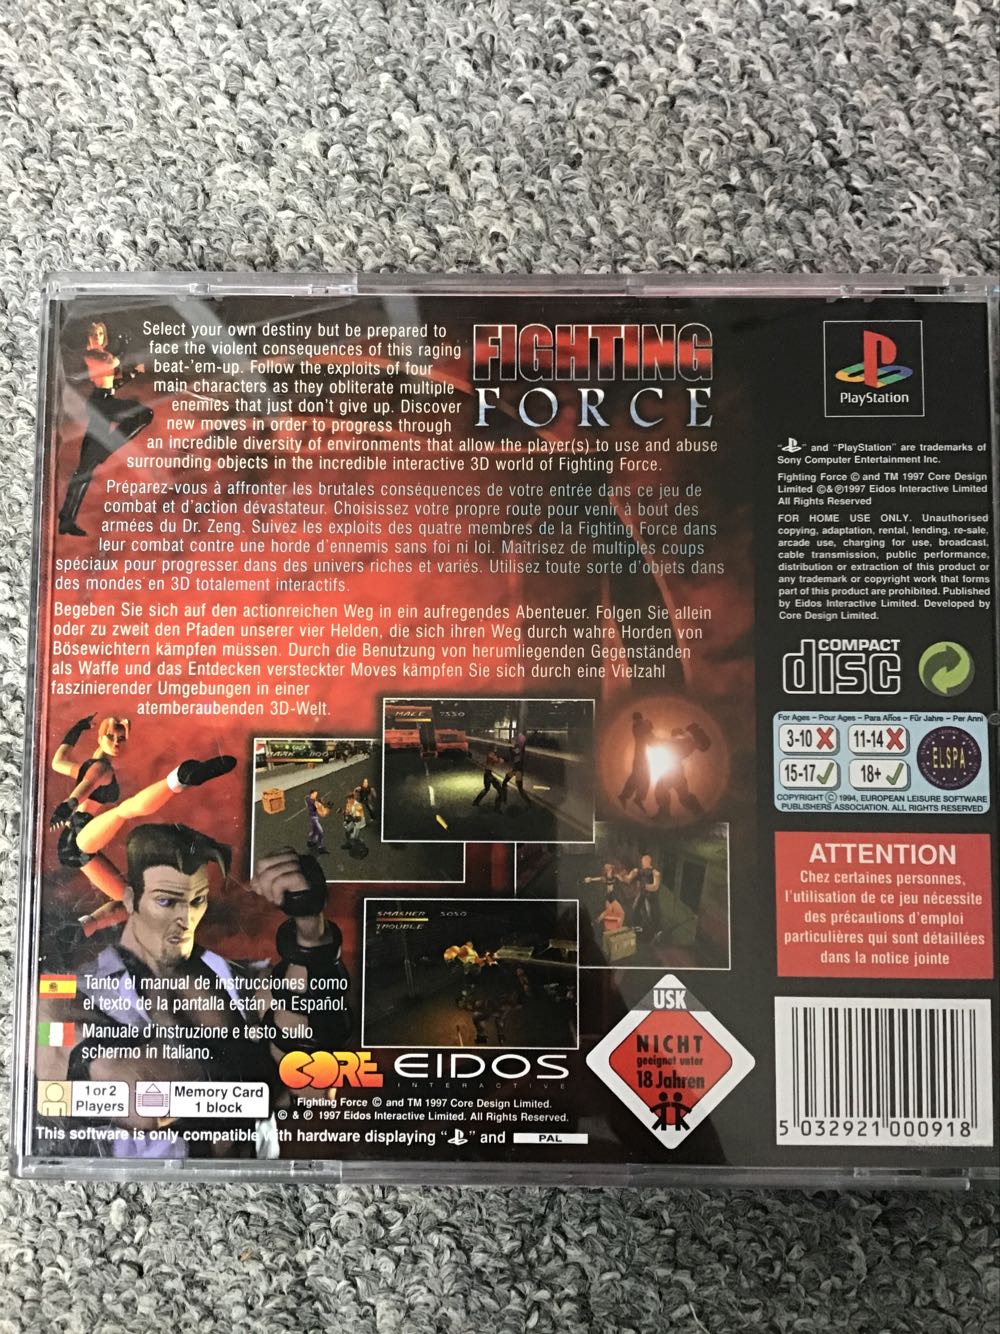 Select your own destiny but be prepared to
face the violent consequences of this raging
beat-'em-up. Follow the exploits of four
main characters as they obliterate multiple
enemies that just don't give up. Discover
new moves in order to progress through
an incredible diversity of environments that allow the player(s) to use and abuse
surrounding objects in the incredible interactive 3D world of Fighting Force.
FIGHTING
FORCE
Préparez-vous à affronter les brutales conséquences de votre entrée dans ce jeu de
combat et d'action dévastateur. Choisissez votre propre route pour venir à bout des
armées du Dr. Zeng. Suivez les exploits des quatre membres de la Fighting Force dans
leur combat contre une horde d'ennemis sans foi ni loi. Maîtrisez de multiples coups
spéciaux pour progresser dans des univers riches et variés. Utilisez toute sorte d'objets dans
des mondes en 3D totalement interactifs.
Begeben Sie sich auf den actionreichen Weg in ein aufregendes Abenteuer. Folgen Sie allein
oder zu zweit den Pfaden unserer vier Helden, die sich ihren Weg durch wahre Horden von
Bösewichtern kämpfen müssen. Durch die Benutzung von herumliegenden Gegenständen
als Waffe und das Entdecken versteckter Moves kämpfen Sie sich durch eine Vielzahl
faszinierender Umgebungen in einer
atemberaubenden 3D-Welt.
MACE 7550
SMASHER 5050
TROUBLE
Tanto el manual de instrucciones como
el texto de la pantalla están en Español.
Manuale d'instruzione e testo sullo
schermo in Italiano.
CORE EIDOS
INTERACTIVE
1 or 2
Players
Memory Card
1 block
Fighting Force © and TM 1997 Core Design Limited.
© & ℗ 1997 Eidos Interactive Limited. All Rights Reserved.
This software is only compatible with hardware displaying " " and PAL
USK
NICHT
geeignet unter
18 Jahren
PlayStation
" " and "PlayStation" are trademarks of
Sony Computer Entertainment Inc.
Fighting Force © and TM 1997 Core Design
Limited ©&℗1997 Eidos Interactive Limited
All Rights Reserved
FOR HOME USE ONLY. Unauthorised
copying, adaptation, rental, lending, re-sale,
arcade use, charging for use, broadcast,
cable transmission, public performance,
distribution or extraction of this product or
any trademark or copyright work that forms
part of this product are prohibited. Published
by Eidos Interactive Limited. Developed by
Core Design Limited.
COMPACT
disc
For Ages - Pour Ages - Para Años - Für Jahre - Per Anni
3-10 11-14
15-17 18+
ELSPA
COPYRIGHT © 1994, EUROPEAN LEISURE SOFTWARE
PUBLISHERS ASSOCIATION. ALL RIGHTS RESERVED
ATTENTION
Chez certaines personnes,
l'utilisation de ce jeu nécessite
des précautions d'emploi
particulières qui sont détaillées
dans la notice jointe
5 032921 000918